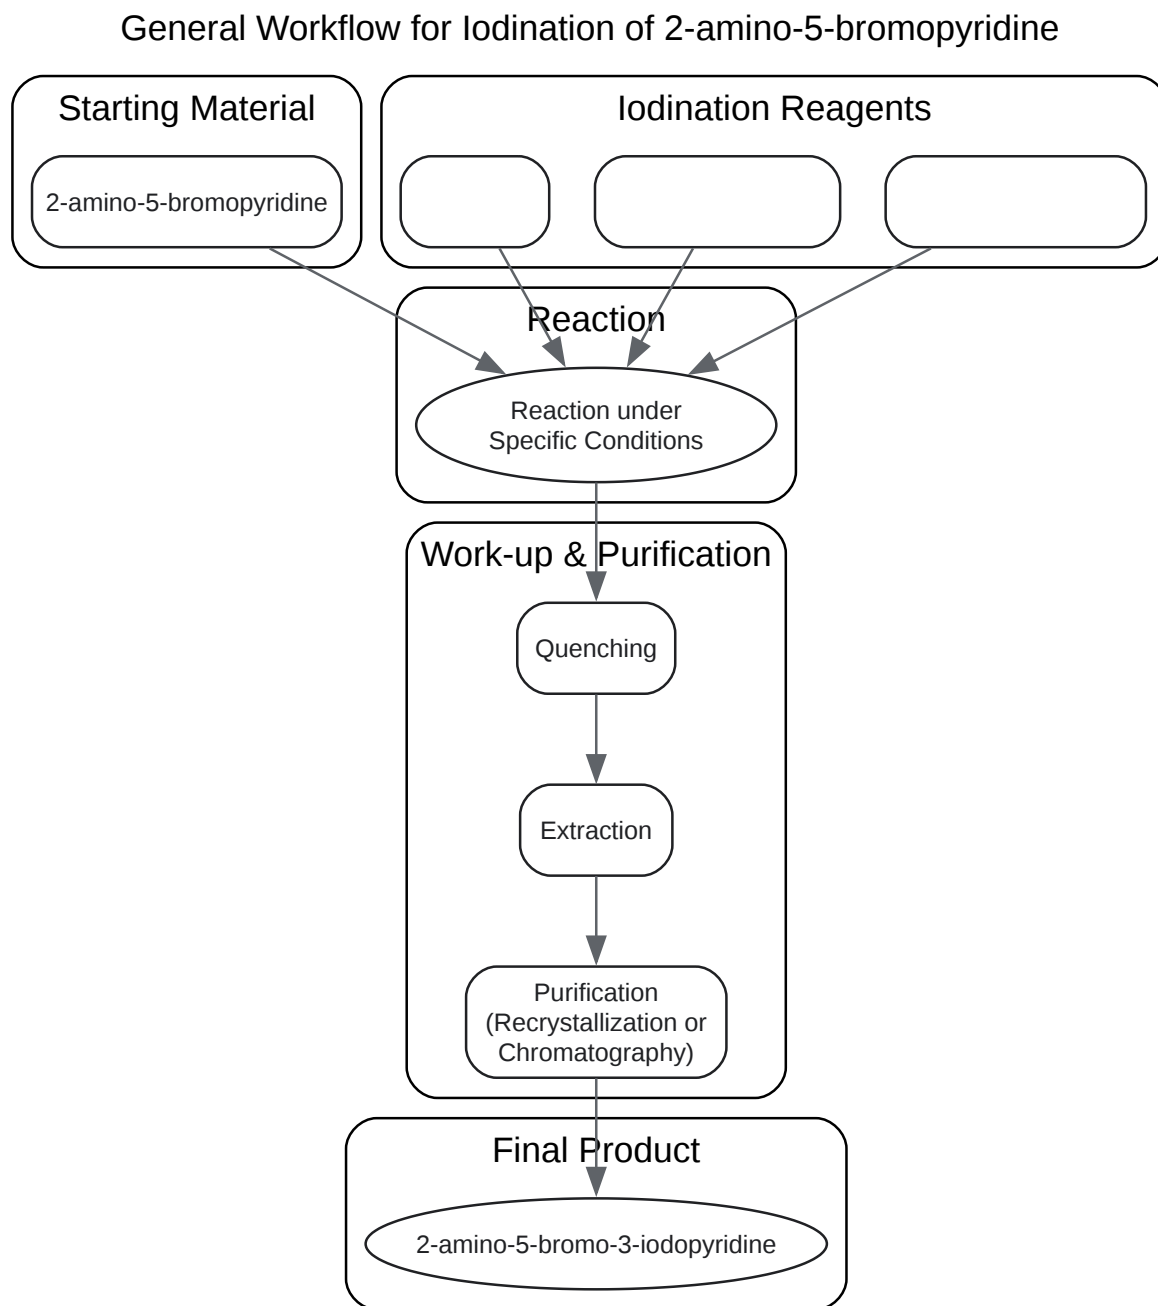 General Workflow for Iodination of 2-amino-5-bromopyridine
Starting Material
Iodination Reagents
2-amino-5-bromopyridine
Reaction
Reaction under
Specific Conditions
Work-up & Purification
Quenching
Extraction
Purification
(Recrystallization or
Chromatography)
Final Product
2-amino-5-bromo-3-iodopyridine